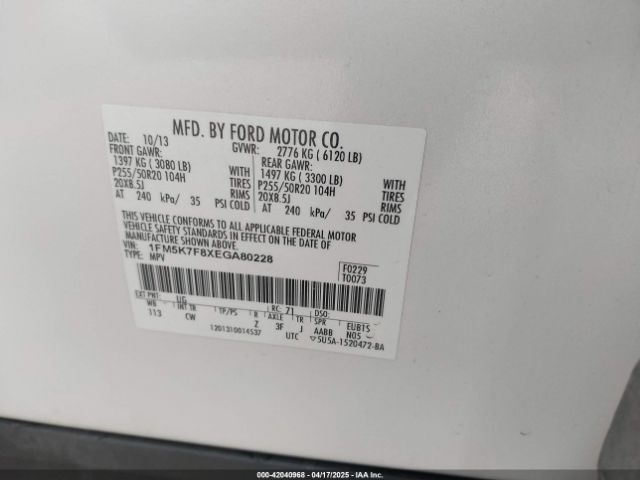 MFD. BY FORD MOTOR CO.
DATE: 10/13 GVWR: 2776 KG ( 6120 LB)
FRONT GAWR: REAR GAWR:
1397 KG ( 3080 LB) WITH 1497 KG ( 3300 LB) WITH
P255/50R20 104H TIRES P255/50R20 104H TIRES
20X8.5J RIMS 20X8.5J RIMS
AT 240 kPa/ 35 PSI COLD AT 240 kPa/ 35 PSI COLD
THIS VEHICLE CONFORMS TO ALL APPLICABLE FEDERAL MOTOR
VEHICLE SAFETY STANDARDS IN EFFECT ON THE DATE OF
MANUFACTURE SHOWN ABOVE.
VIN: 1FM5K7F8XEGA80228
TYPE: MPV
F0229
T0073
EXT PNT: UG RC: 71 DSO:
WB INT TR TP/PS R AXLE TR SPR EUB15
113 CW Z 3F J AABB N05
1201310014537 UTC ▽5U5A-1520472-BA
000-42040968 | 04/17/2025 | IAA Inc.